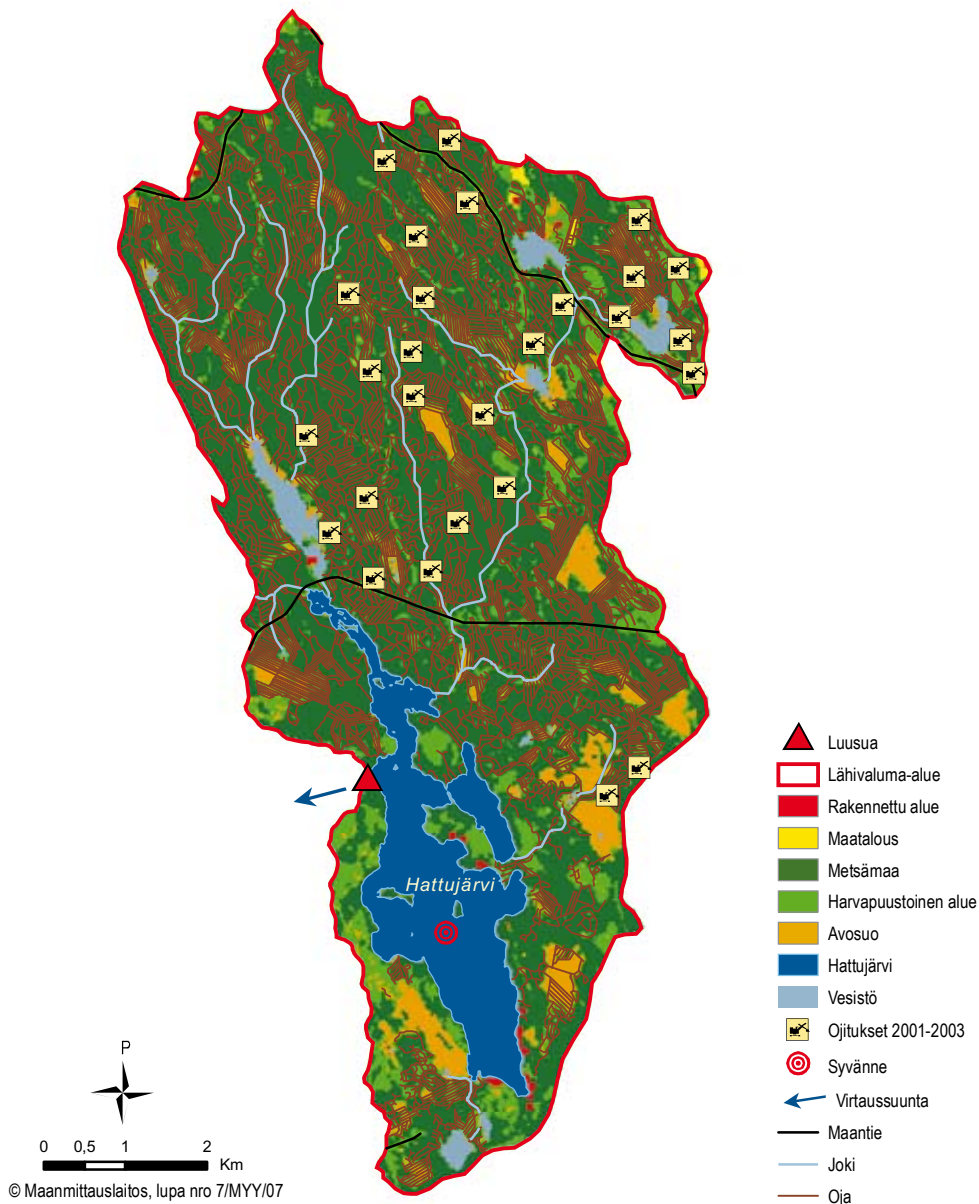 Hattujärvi
Luusua
Lähivaluma-alue
Rakennettu alue
Maatalous
Metsämaa
Harvapuustoinen alue
Avosuo
Hattujärvi
Vesistö
Ojitukset 2001-2003
Syvänne
Virtaussuunta
Maantie
Joki
Oja
P
0 0,5 1 2
Km
© Maanmittauslaitos, lupa nro 7/MYY/07